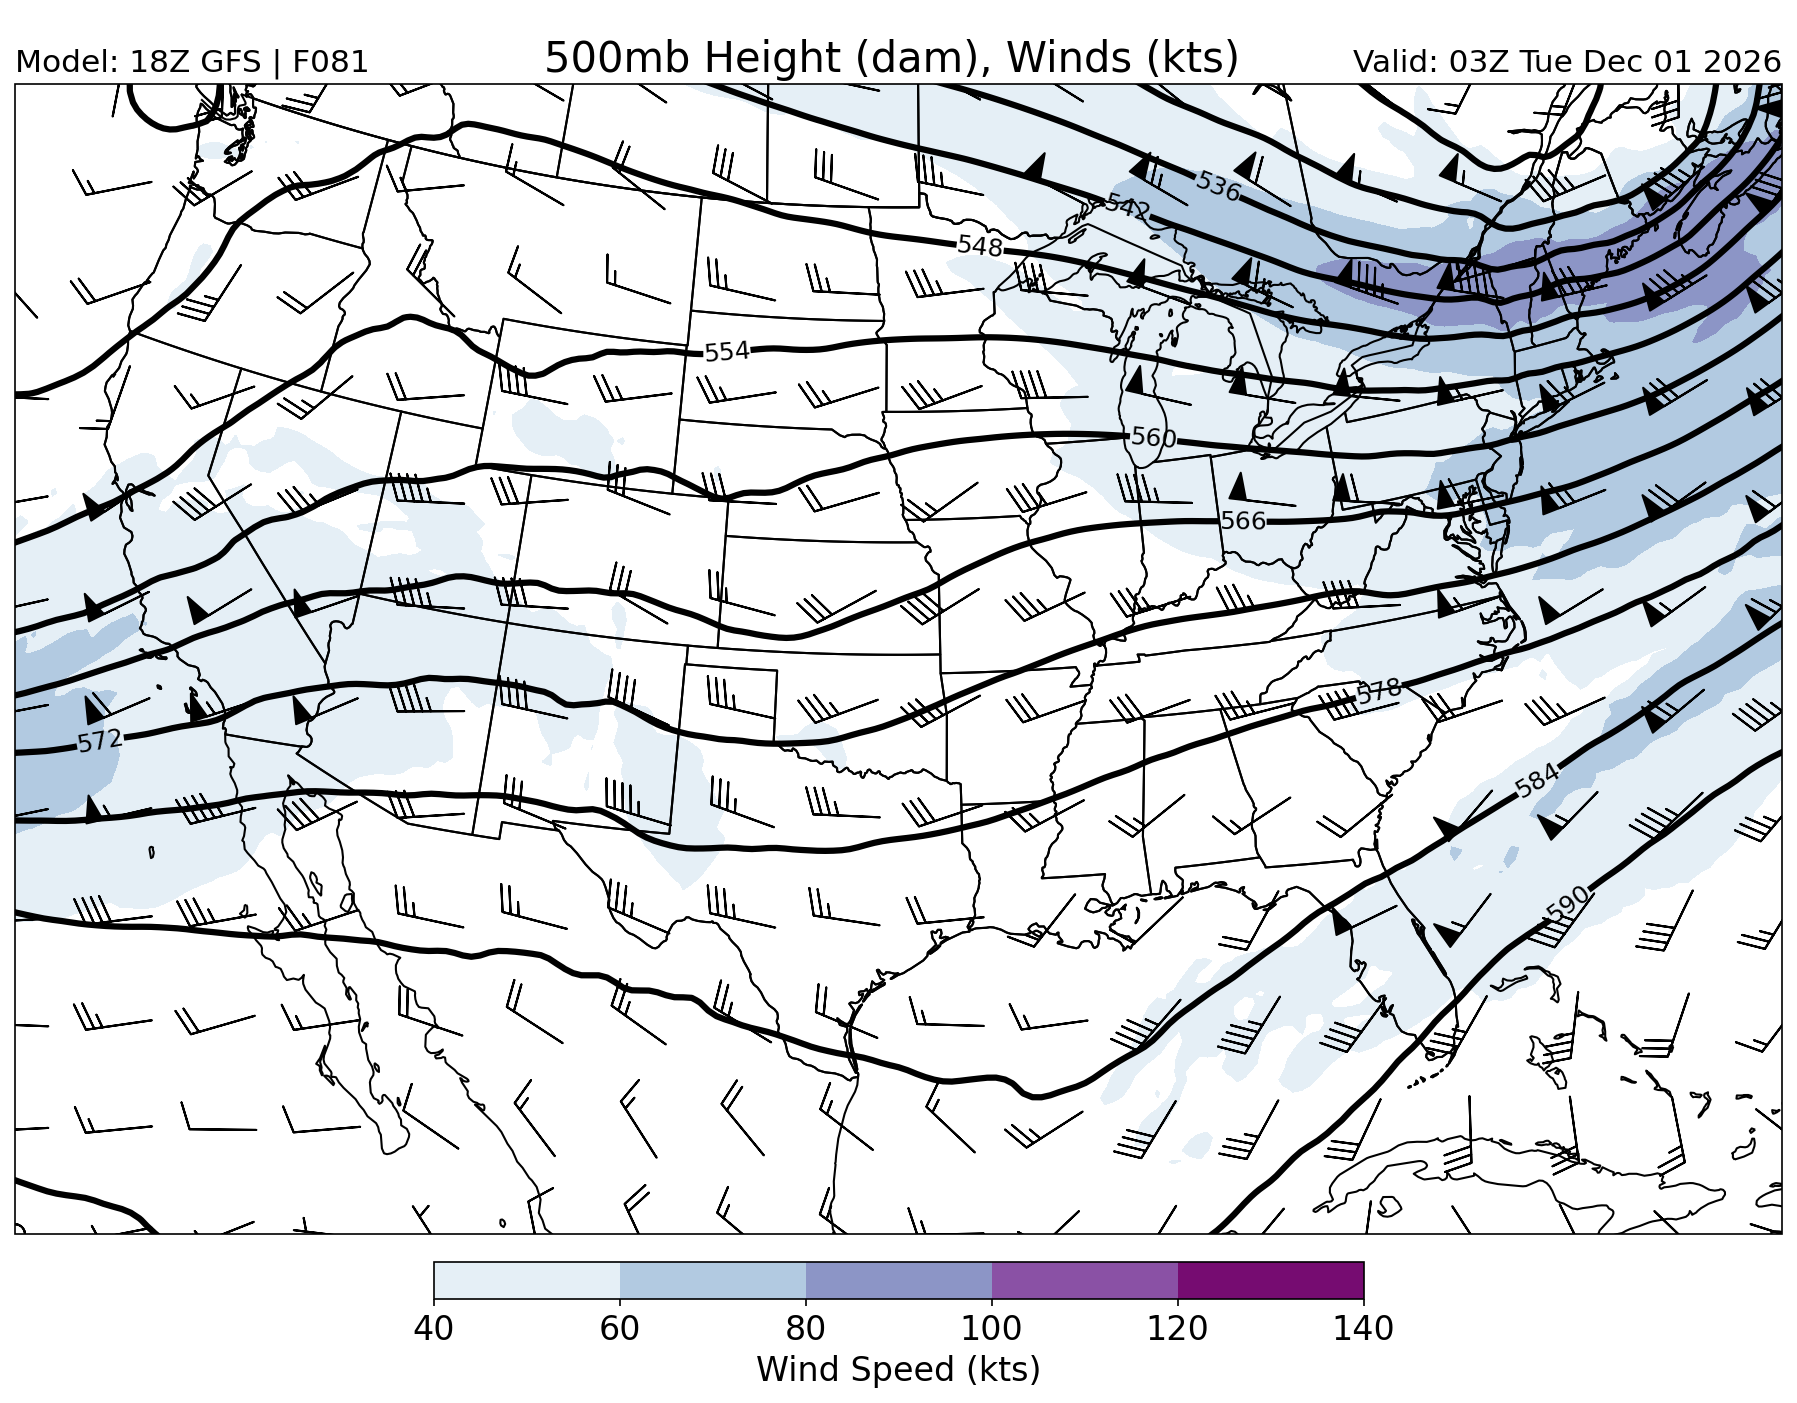 Model: 18Z GFS | F081
500mb Height (dam), Winds (kts)
Valid: 03Z Tue Dec 01 2026
536
542
548
554
560
566
578
572
584
590
40 60 80 100 120 140
Wind Speed (kts)